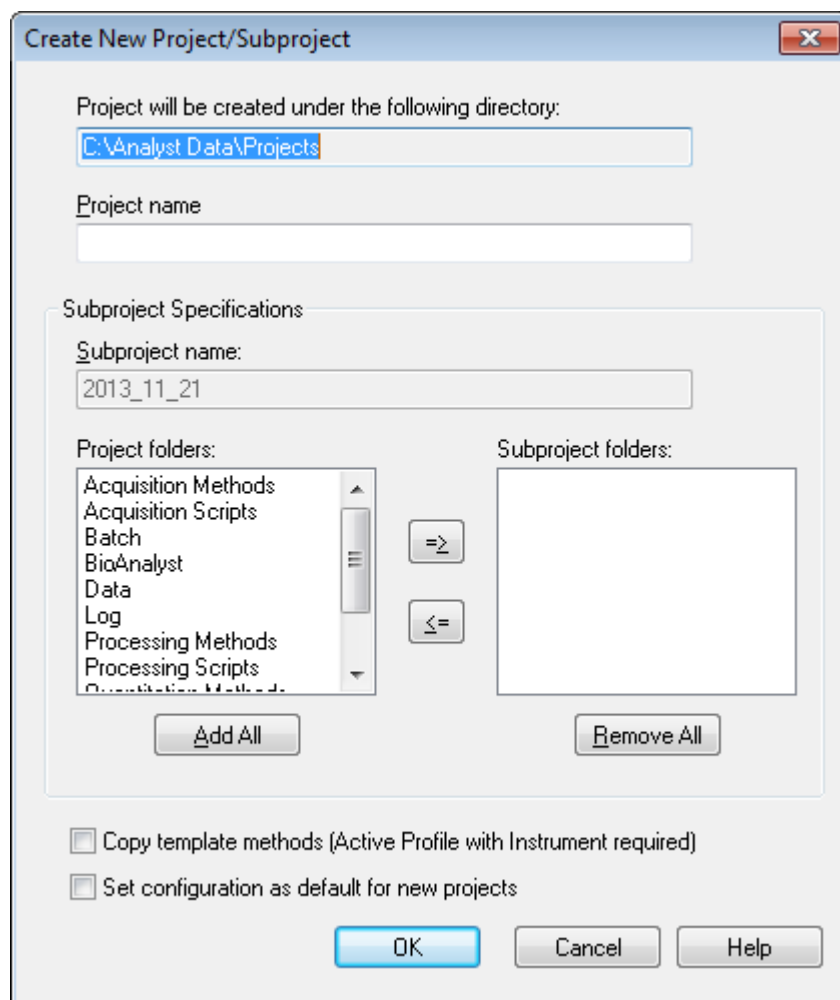 Create New Project/Subproject
Project will be created under the following directory:
C:\Analyst Data\Projects
Project name
Subproject Specifications
Subproject name:
2013_11_21
Project folders:
Subproject folders:
Acquisition Methods
Acquisition Scripts
Batch
BioAnalyst
Data
Log
Processing Methods
Processing Scripts
Quantitation Methods
=>
<=
Add All
Remove All
Copy template methods (Active Profile with Instrument required)
Set configuration as default for new projects
OK
Cancel
Help